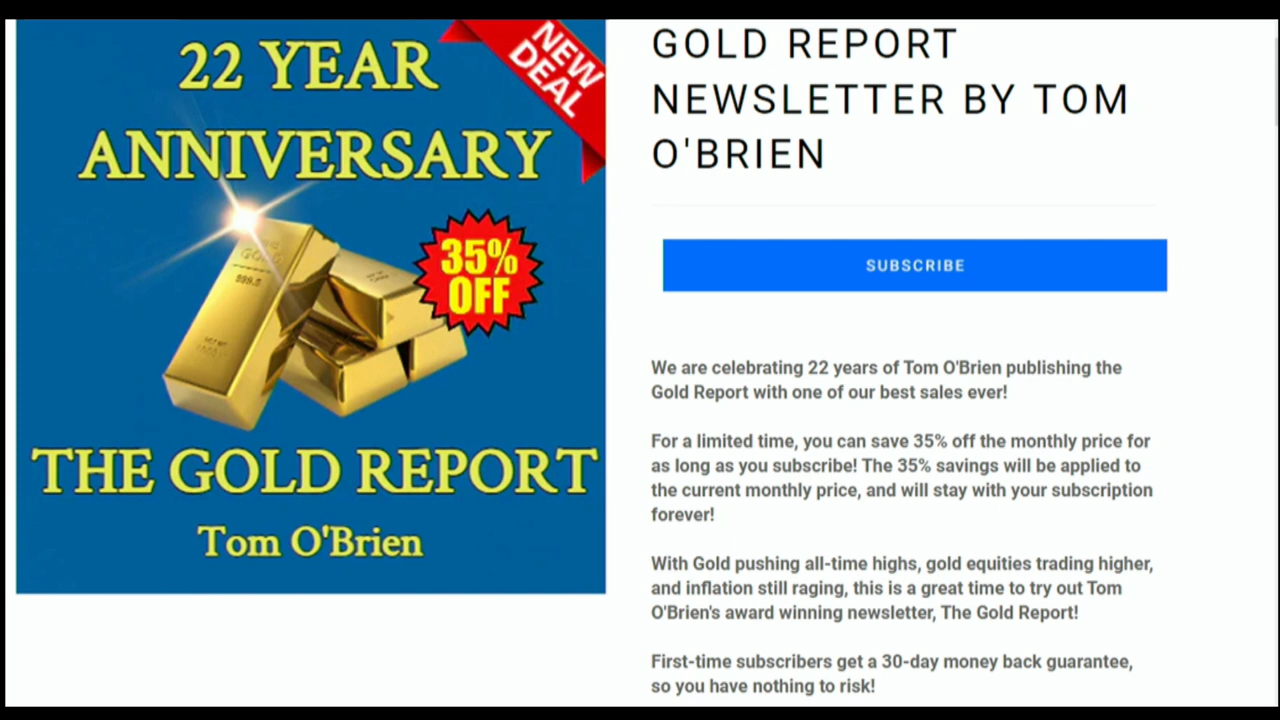 22 YEAR
ANNIVERSARY
NEW
DEAL
GOLD
999.5
35%
OFF
THE GOLD REPORT
Tom O'Brien
GOLD REPORT
NEWSLETTER BY TOM
O'BRIEN
SUBSCRIBE
We are celebrating 22 years of Tom O'Brien publishing the
Gold Report with one of our best sales ever!
For a limited time, you can save 35% off the monthly price for
as long as you subscribe! The 35% savings will be applied to
the current monthly price, and will stay with your subscription
forever!
With Gold pushing all-time highs, gold equities trading higher,
and inflation still raging, this is a great time to try out Tom
O'Brien's award winning newsletter, The Gold Report!
First-time subscribers get a 30-day money back guarantee,
so you have nothing to risk!